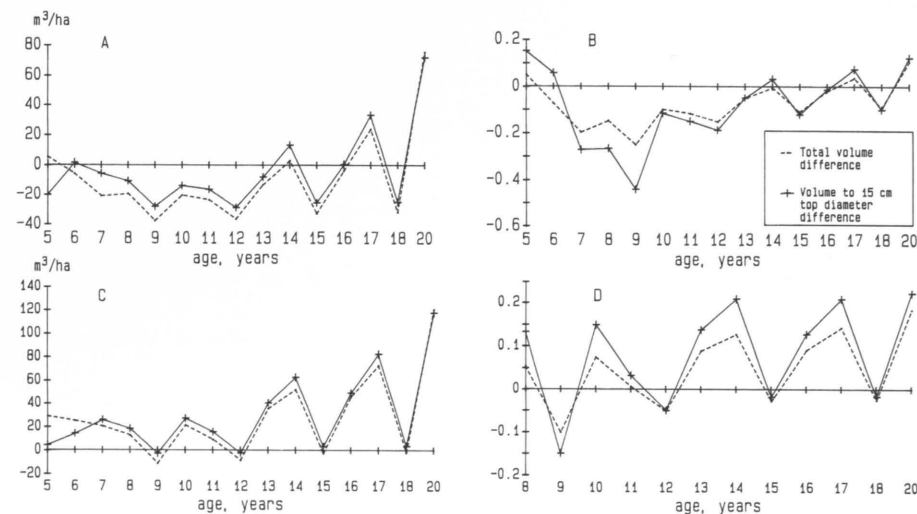 m³/ha
A
80
60
40
20
0
-20
-40
5 6 7 8 9 10 11 12 13 14 15 16 17 18 20
age, years
B
0.2
0
-0.2
-0.4
-0.6
5 6 7 8 9 10 11 12 13 14 15 16 17 18 20
age, years
Total volume
difference
Volume to 15 cm
top diameter
difference
m³/ha
C
140
120
100
80
60
40
20
0
-20
5 6 7 8 9 10 11 12 13 14 15 16 17 18 20
age, years
D
0.2
0.1
0
-0.1
-0.2
8 9 10 11 12 13 14 15 16 17 18 20
age, years